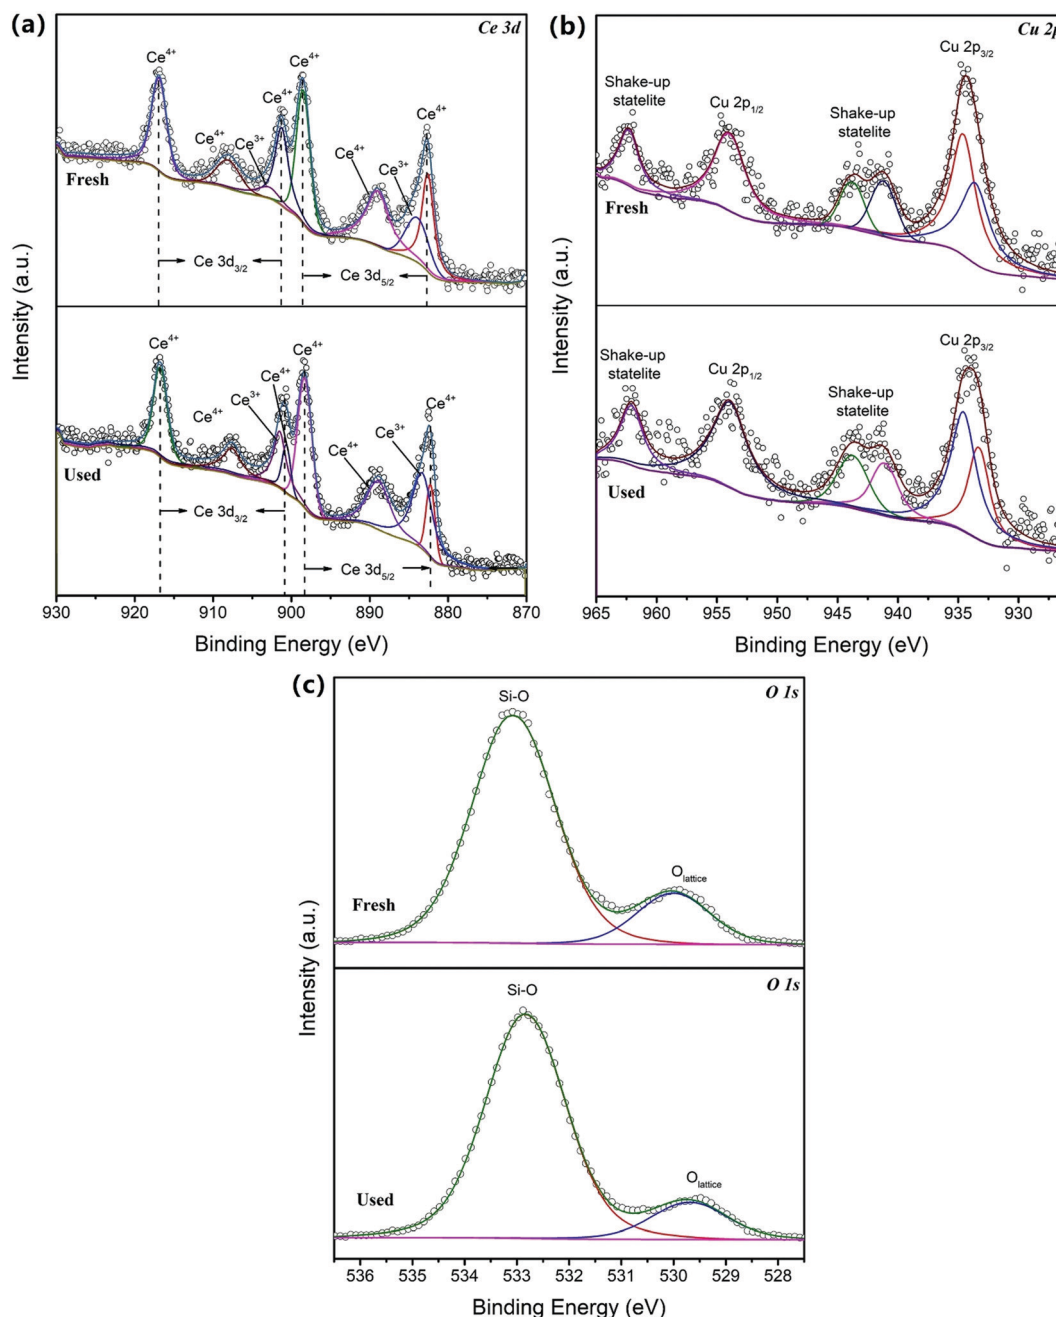 (a)
Ce 3d
Ce4+
Ce4+
Ce4+
Ce4+
Ce4+
Ce3+
Ce4+
Ce3+
Fresh
Ce 3d3/2
Ce 3d5/2
Ce4+
Ce4+
Ce4+
Ce4+
Ce3+
Ce4+
Ce3+
Ce4+
Used
Ce 3d3/2
Ce 3d5/2
Intensity (a.u.)
930 920 910 900 890 880 870
Binding Energy (eV)
(b)
Cu 2p
Cu 2p3/2
Shake-up
statelite
Cu 2p1/2
Shake-up
statelite
Fresh
Cu 2p3/2
Shake-up
statelite
Cu 2p1/2
Shake-up
statelite
Used
Intensity (a.u.)
965 960 955 950 945 940 935 930
Binding Energy (eV)
(c)
O 1s
Si-O
Olattice
Fresh
O 1s
Si-O
Olattice
Used
Intensity (a.u.)
536 535 534 533 532 531 530 529 528
Binding Energy (eV)